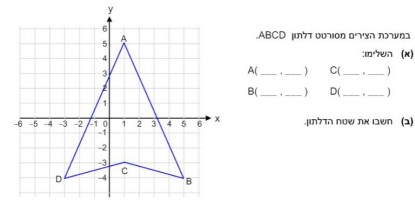 במערכת הצירים מסורטט דלתון ABCD.
(א) השלימו:
A( ___ , ___ ) C( ___ , ___ )
B( ___ , ___ ) D( ___ , ___ )
(ב) חשבו את שטח הדלתון.
y
6
A
5
4
3
2
1
-6 -5 -4 -3 -2 -1 0 1 2 3 4 5 6 x
-1
-2
-3
C
-4
D
B